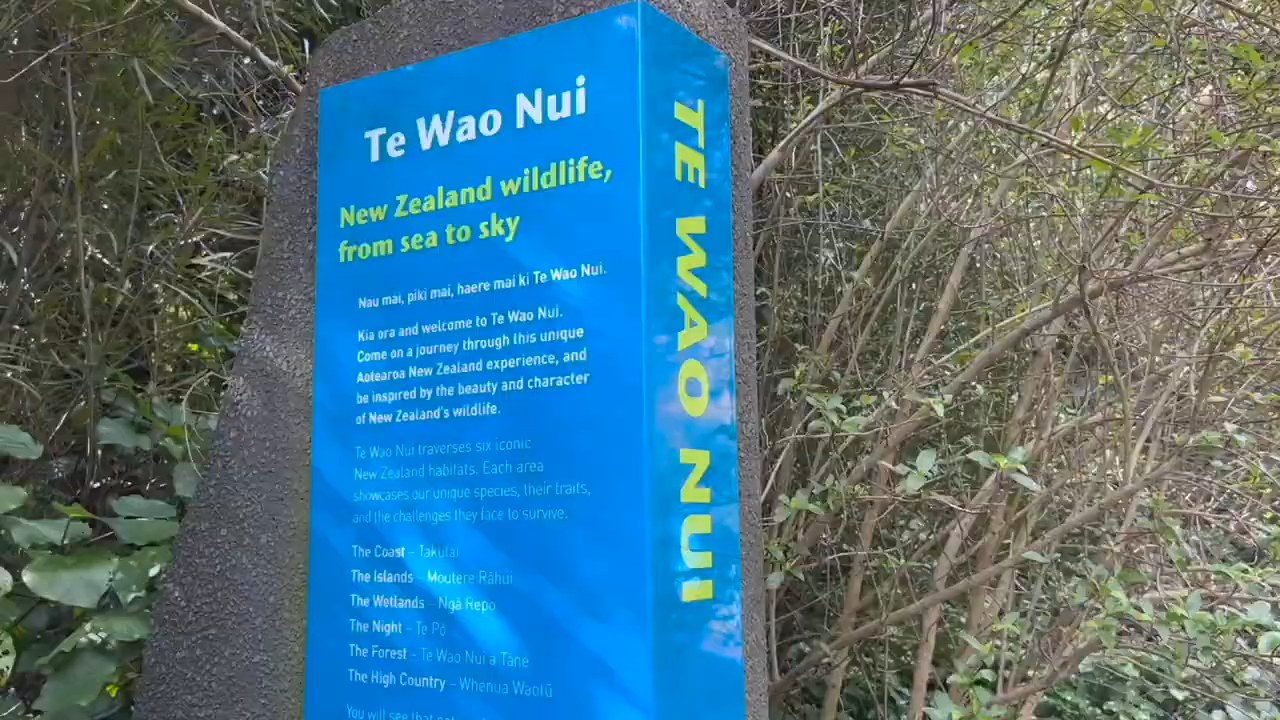 Te Wao Nui
New Zealand wildlife,
from sea to sky
Nau mai, piki mai, haere mai ki Te Wao Nui.
Kia ora and welcome to Te Wao Nui.
Come on a journey through this unique
Aotearoa New Zealand experience, and
be inspired by the beauty and character
of New Zealand's wildlife.
Te Wao Nui traverses six iconic
New Zealand habitats. Each area
showcases our unique species, their traits,
and the challenges they face to survive.
The Coast – Takutai
The Islands – Moutere Rāhui
The Wetlands – Ngā Repo
The Night – Te Pō
The Forest – Te Wao Nui a Tāne
The High Country – Whenua Waotū
You will see that
TE WAO NUI